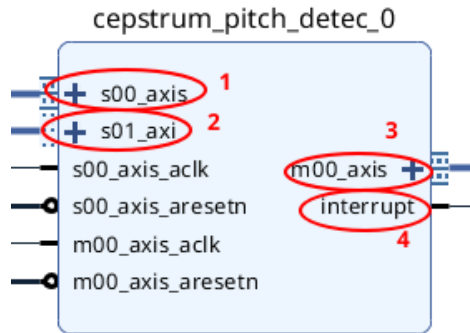 cepstrum_pitch_detec_0
s00_axis 1
s01_axi 2
s00_axis_aclk 3
m00_axis
s00_axis_aresetn
interrupt
m00_axis_aclk 4
m00_axis_aresetn